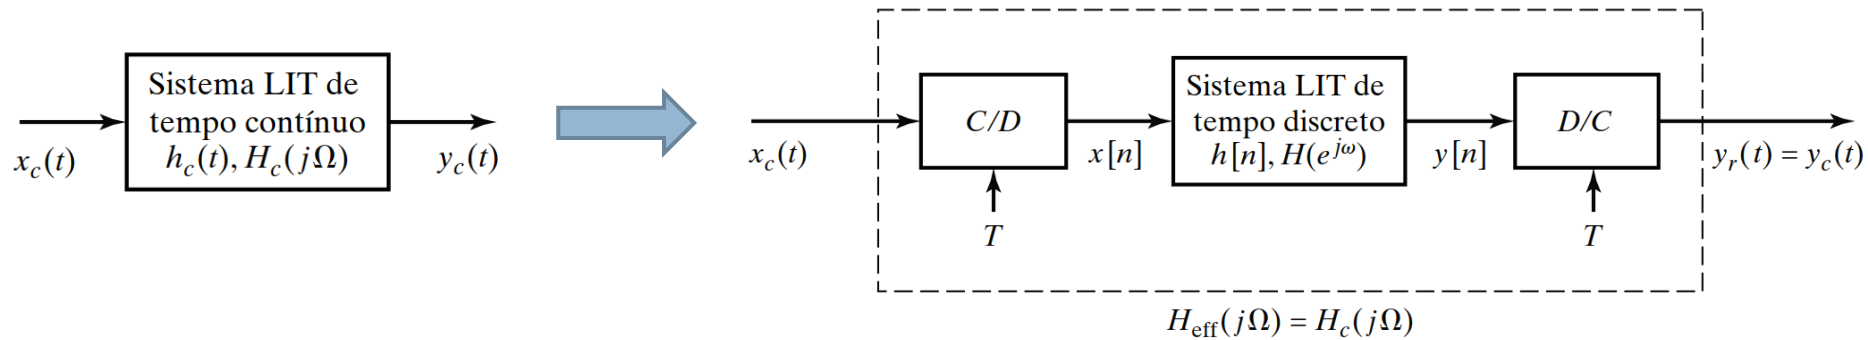 Sistema LIT de
tempo contínuo
h_c(t), H_c(jΩ)
x_c(t)
y_c(t)
C/D
Sistema LIT de
tempo discreto
h[n], H(e^{jω})
D/C
x_c(t)
x[n]
y[n]
y_r(t) = y_c(t)
T
T
H_eff(jΩ) = H_c(jΩ)